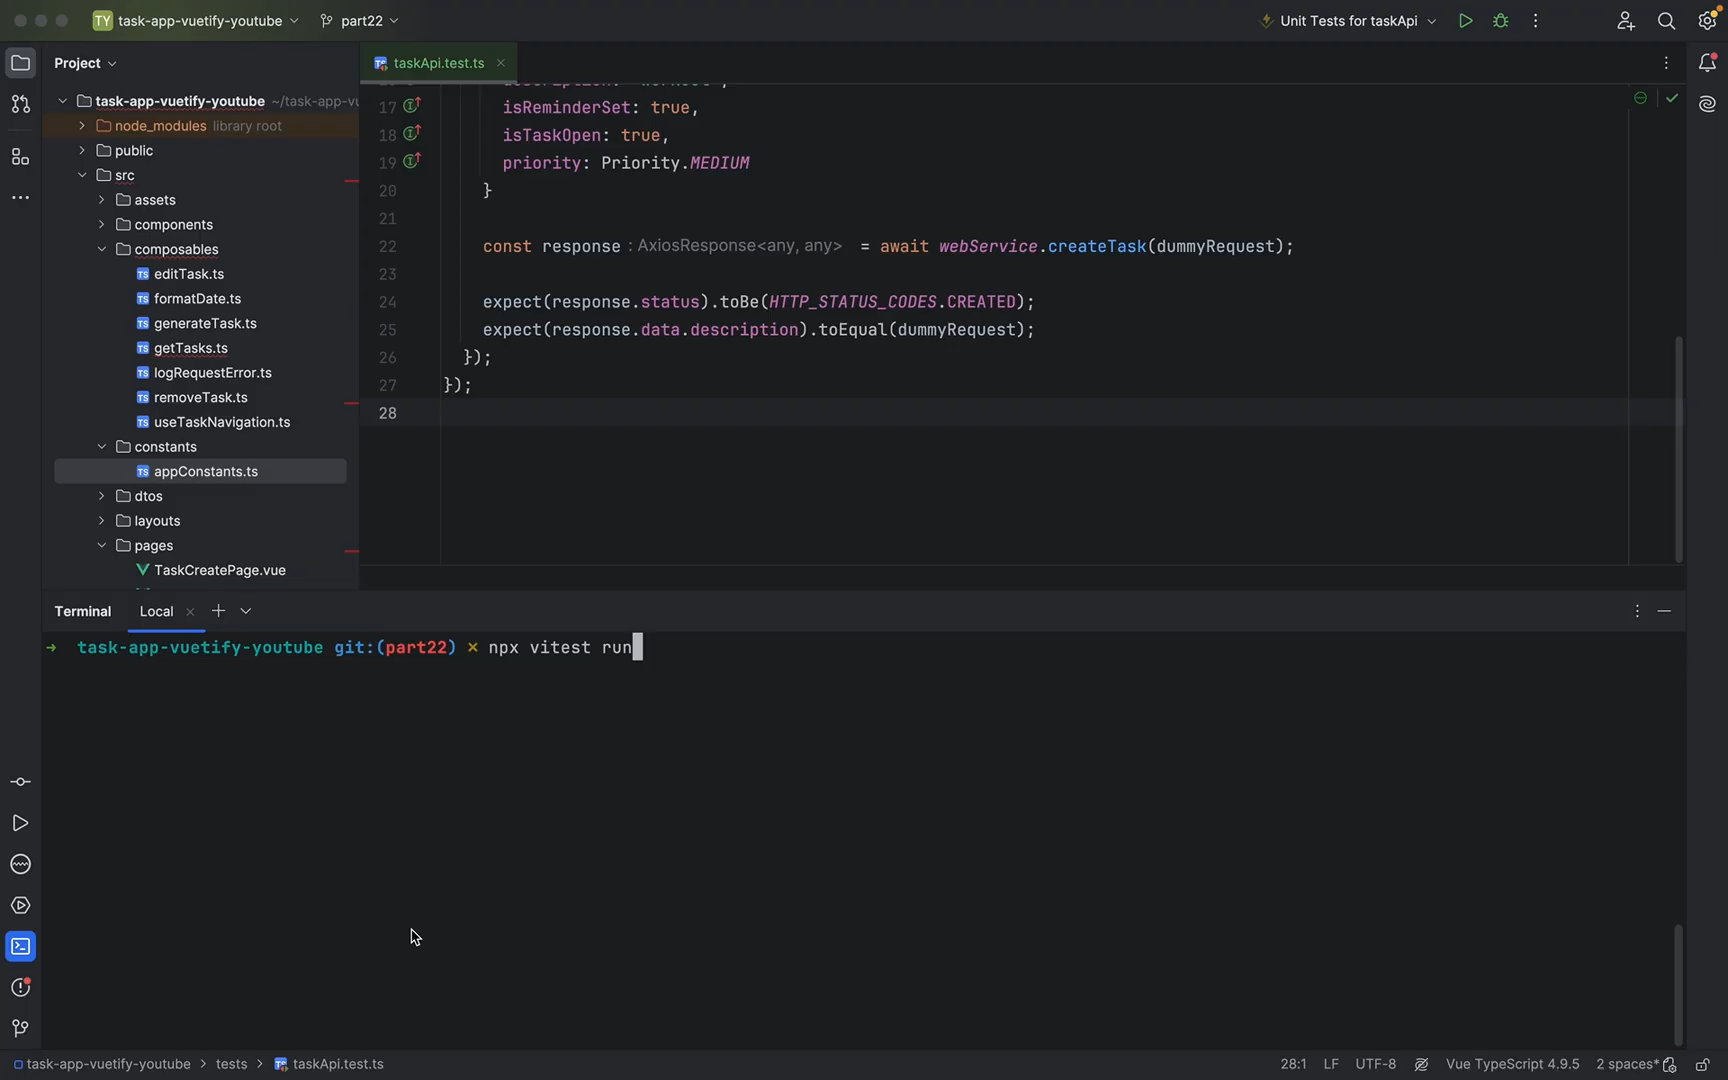 TY task-app-vuetify-youtube part22 Unit Tests for taskApi
Project
taskApi.test.ts
task-app-vuetify-youtube ~/task-app-vu
node_modules library root
public
src
assets
components
composables
editTask.ts
formatDate.ts
generateTask.ts
getTasks.ts
logRequestError.ts
removeTask.ts
useTaskNavigation.ts
constants
appConstants.ts
dtos
layouts
pages
TaskCreatePage.vue
17 isReminderSet: true,
18 isTaskOpen: true,
19 priority: Priority.MEDIUM
20 }
21
22 const response : AxiosResponse<any, any> = await webService.createTask(dummyRequest);
23
24 expect(response.status).toBe(HTTP_STATUS_CODES.CREATED);
25 expect(response.data.description).toEqual(dummyRequest);
26 });
27 });
28
Terminal Local
→ task-app-vuetify-youtube git:(part22) × npx vitest run
task-app-vuetify-youtube > tests > taskApi.test.ts 28:1 LF UTF-8 Vue TypeScript 4.9.5 2 spaces*